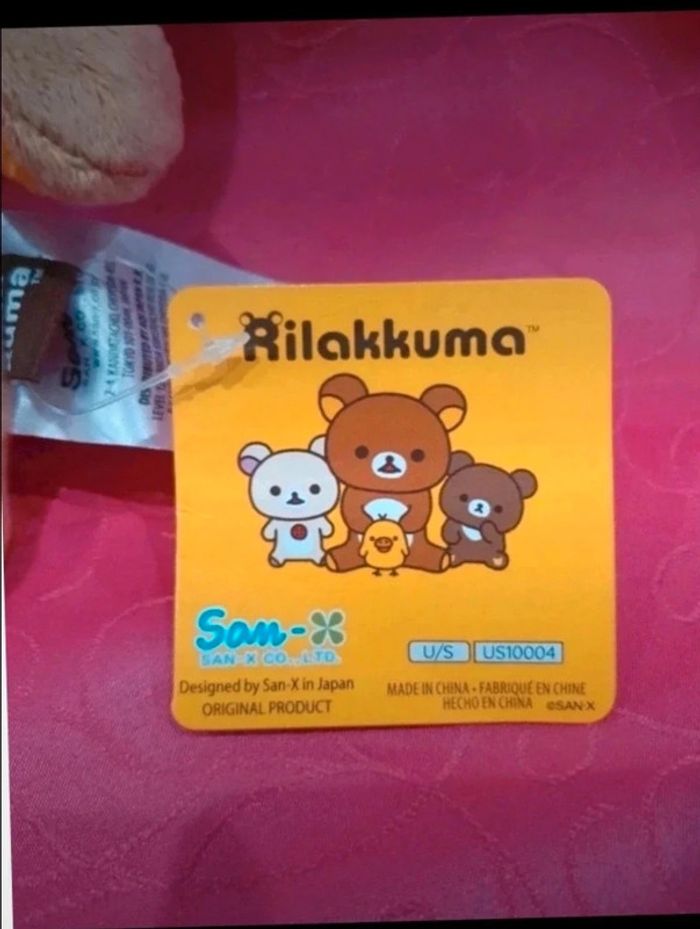 Rilakkuma™
San-X
SAN-X CO., LTD.
U/S US10004
Designed by San-X in Japan
ORIGINAL PRODUCT
MADE IN CHINA • FABRIQUÉ EN CHINE
HECHO EN CHINA ©SAN-X
uma™